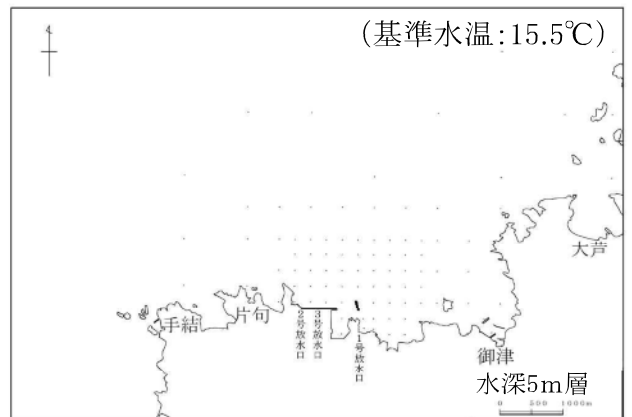 (基準水温:15.5℃)
大芦
手結
片句
2号放水口
3号放水口
1号放水口
御津
水深5m層
0 500 1000m